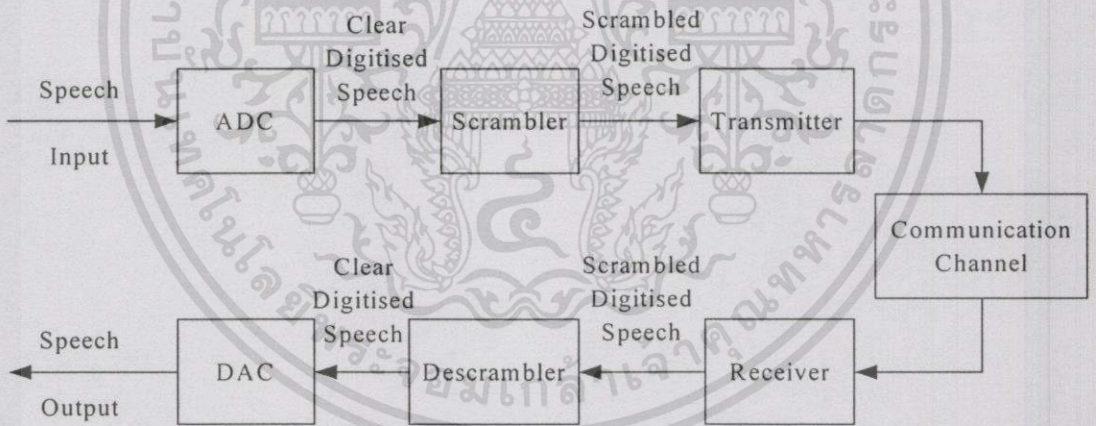 Speech
Input
ADC
Clear
Digitised
Speech
Scrambler
Scrambled
Digitised
Speech
Transmitter
Communication
Channel
Receiver
Scrambled
Digitised
Speech
Descrambler
Clear
Digitised
Speech
DAC
Speech
Output